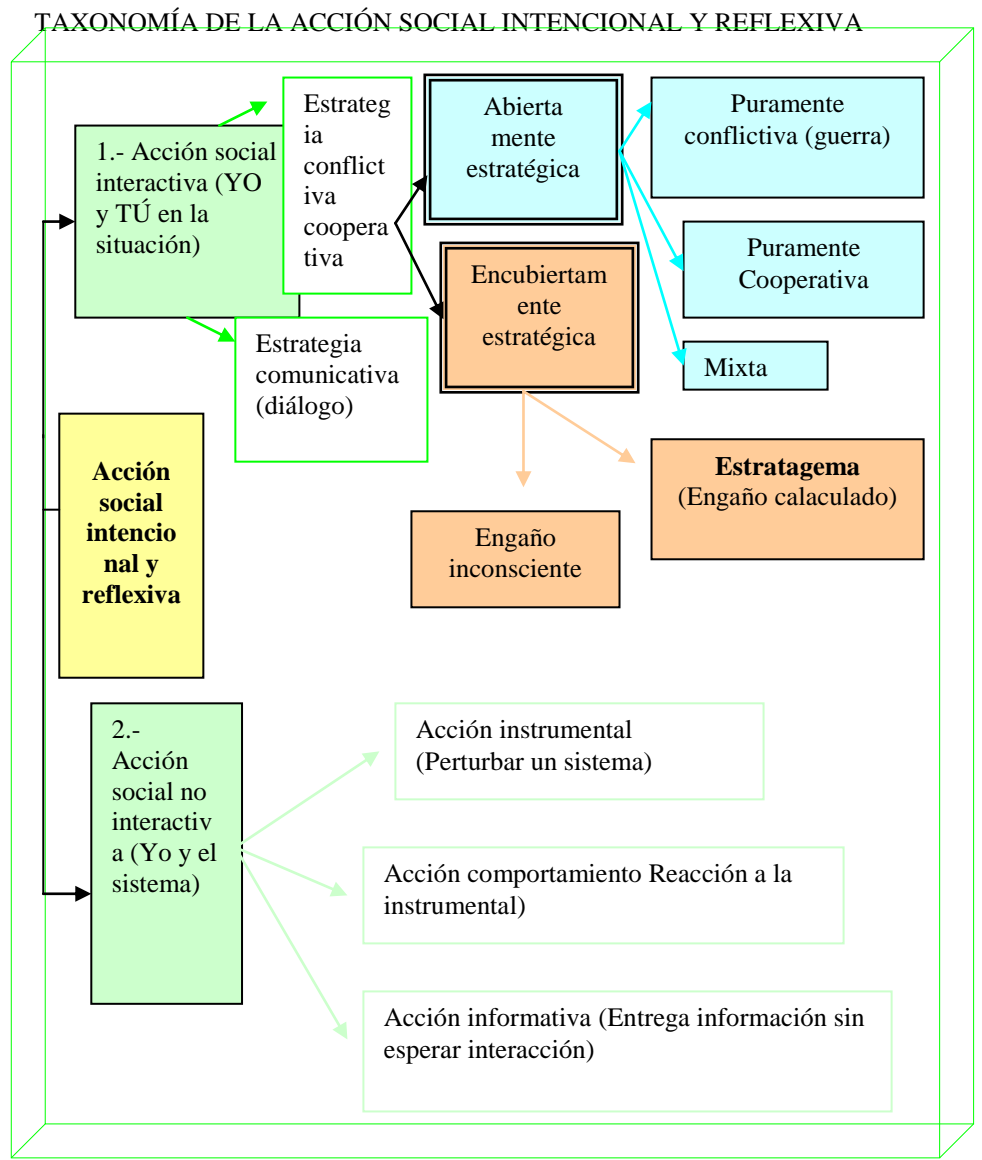 TAXONOMÍA DE LA ACCIÓN SOCIAL INTENCIONAL Y REFLEXIVA
1.- Acción social
interactiva (YO
y TÚ en la
situación)
Estrateg
ia
conflict
iva
coopera
tiva
Abierta
mente
estratégica
Puramente
conflictiva (guerra)
Puramente
Cooperativa
Mixta
Encubiertam
ente
estratégica
Estrategia
comunicativa
(diálogo)
Estratagema
(Engaño calaculado)
Engaño
inconsciente
Acción
social
intencio
nal y
reflexiva
2.-
Acción
social no
interactiv
a (Yo y el
sistema)
Acción instrumental
(Perturbar un sistema)
Acción comportamiento Reacción a la
instrumental)
Acción informativa (Entrega información sin
esperar interacción)